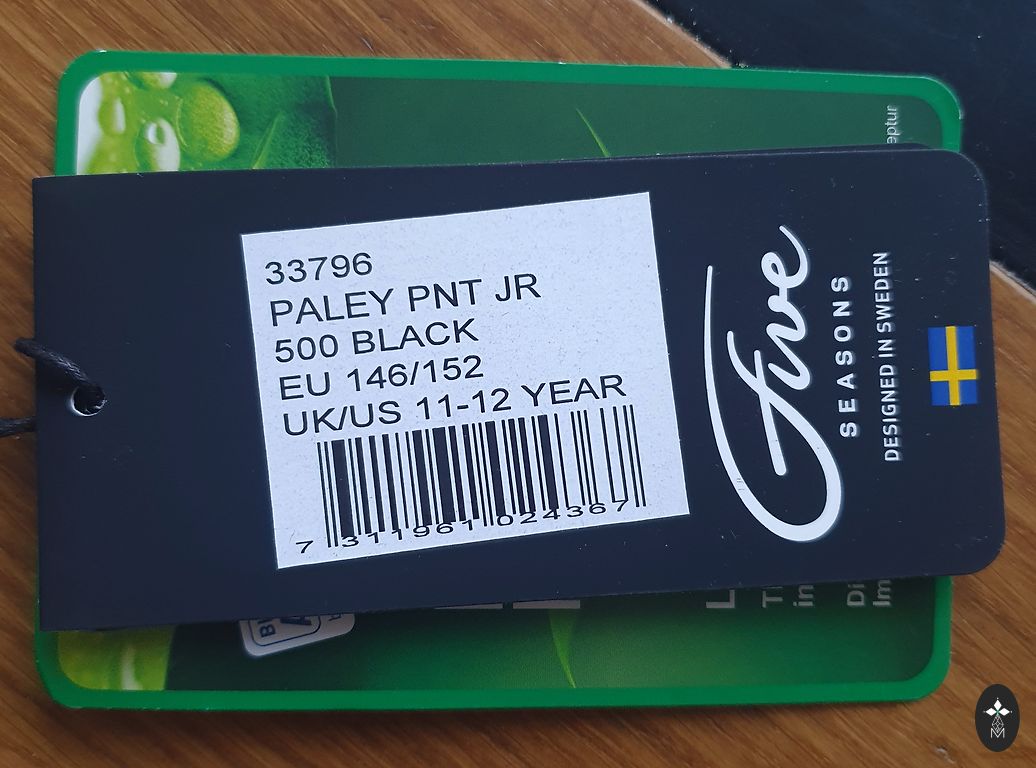 33796
PALEY PNT JR
500 BLACK
EU 146/152
UK/US 11-12 YEAR
7 311961 024367
Five
SEASONS
DESIGNED IN SWEDEN